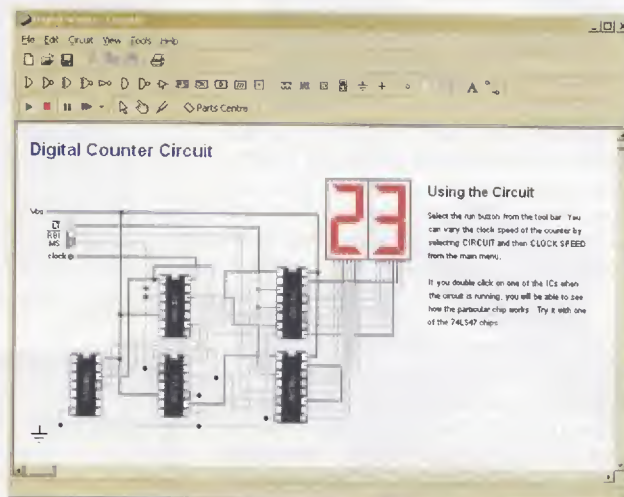 File Edit Circuit View Tools Help
A
Parts Centre
Digital Counter Circuit
23
Using the Circuit
Select the run button from the tool bar. You
can vary the clock speed of the counter by
selecting CIRCUIT and then CLOCK SPEED
from the main menu.
If you double click on one of the ICs when
the circuit is running, you will be able to see
how the particular chip works. Try it with one
of the 74LS47 chips.
RBI
MS
clock